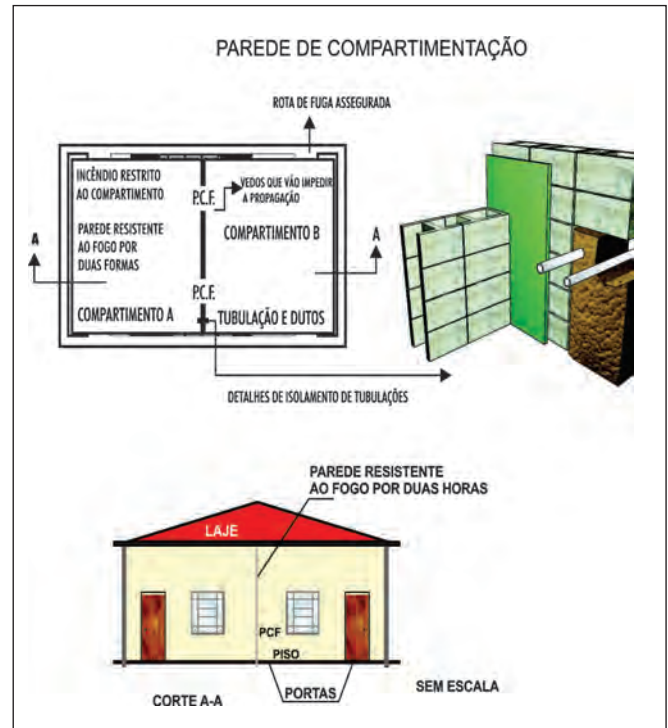 PAREDE DE COMPARTIMENTAÇÃO
ROTA DE FUGA ASSEGURADA
INCÊNDIO RESTRITO
AO COMPARTIMENTO
P.C.F.
VEDOS QUE VÃO IMPEDIR
A PROPAGAÇÃO
PAREDE RESISTENTE
AO FOGO POR
DUAS FORMAS
COMPARTIMENTO B
A
A
P.C.F.
COMPARTIMENTO A
TUBULAÇÃO E DUTOS
DETALHES DE ISOLAMENTO DE TUBULAÇÕES
PAREDE RESISTENTE
AO FOGO POR DUAS HORAS
LAJE
PCF
PISO
CORTE A-A
PORTAS
SEM ESCALA